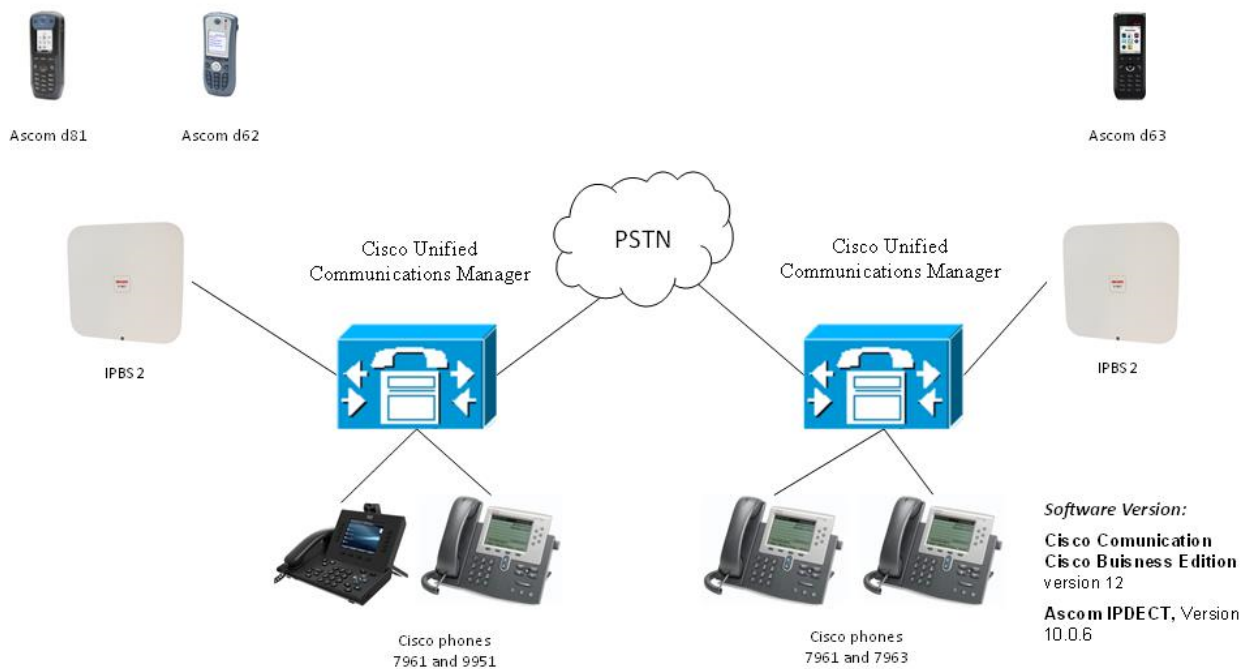 Ascom d81
Ascom d62
Ascom d63
PSTN
Cisco Unified
Communications Manager
Cisco Unified
Communications Manager
IPBS 2
IPBS 2
Cisco phones
7961 and 9951
Cisco phones
7961 and 7963
Software Version:
Cisco Comunication
Cisco Buisness Edition
version 12
Ascom IPDECT, Version
10.0.6